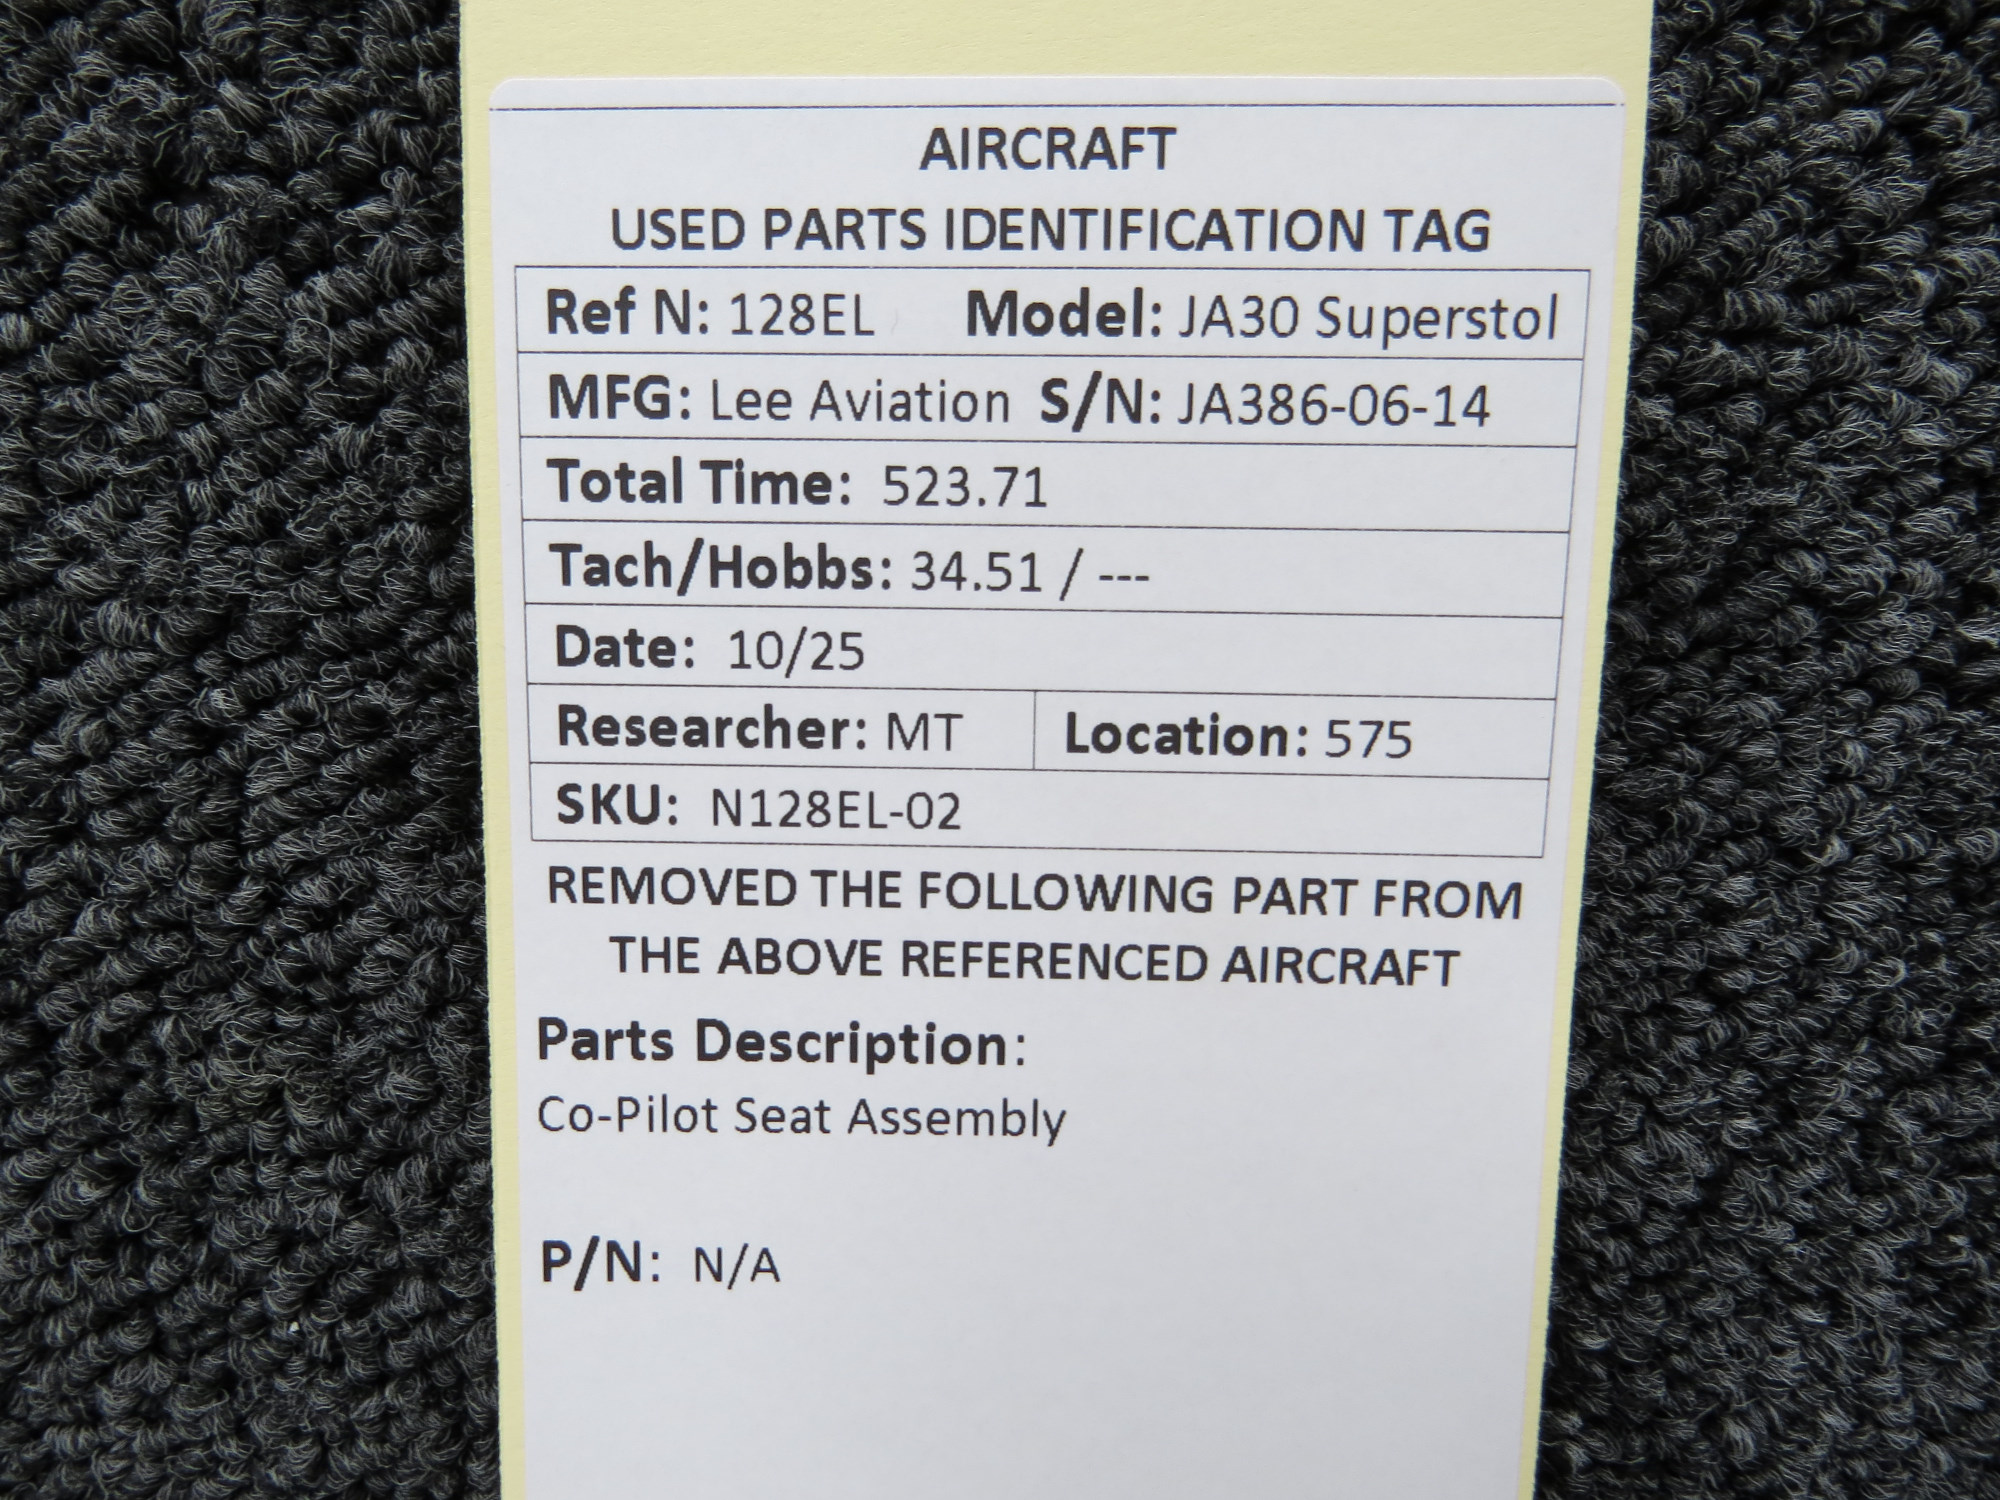 AIRCRAFT
USED PARTS IDENTIFICATION TAG
Ref N: 128EL Model: JA30 Superstol
MFG: Lee Aviation S/N: JA386-06-14
Total Time: 523.71
Tach/Hobbs: 34.51 / ---
Date: 10/25
Researcher: MT Location: 575
SKU: N128EL-02
REMOVED THE FOLLOWING PART FROM
THE ABOVE REFERENCED AIRCRAFT
Parts Description:
Co-Pilot Seat Assembly
P/N: N/A